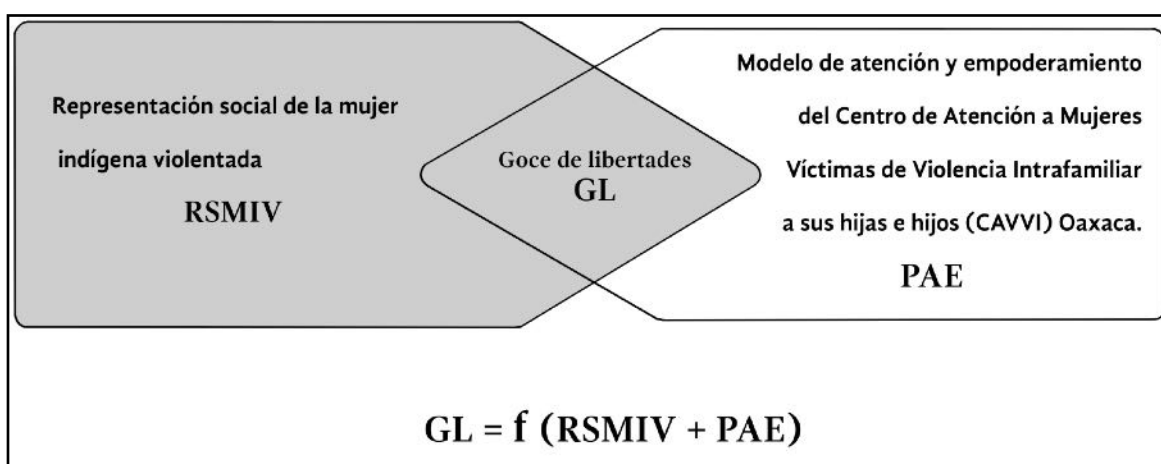 Representación social de la mujer
indígena violentada
RSMIV
Goce de libertades
GL
Modelo de atención y empoderamiento
del Centro de Atención a Mujeres
Víctimas de Violencia Intrafamiliar
a sus hijas e hijos (CAVVI) Oaxaca.
PAE
GL = f (RSMIV + PAE)